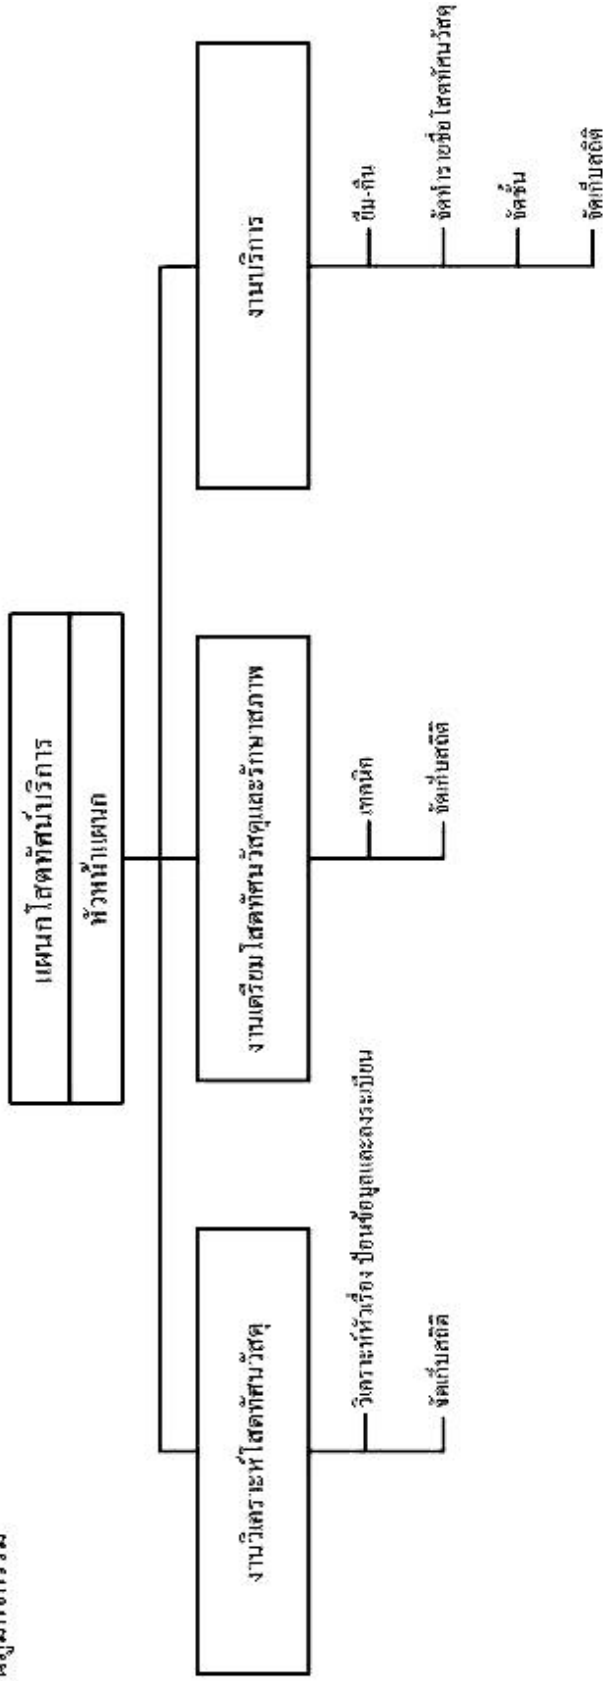 แผนกโสตทัศน์บริการ
หัวหน้าแผนก
งานวิเคราะห์โสตทัศนวัสดุ
วิเคราะห์หัวเรื่อง ป้อนข้อมูลและลงระเบียน
จัดเก็บสถิติ
งานเตรียมโสตทัศนวัสดุและรักษาสภาพ
เทคนิค
จัดเก็บสถิติ
งานบริการ
ยืม-คืน
จัดทำรายชื่อโสตทัศนวัสดุ
จัดชั้น
จัดเก็บสถิติ